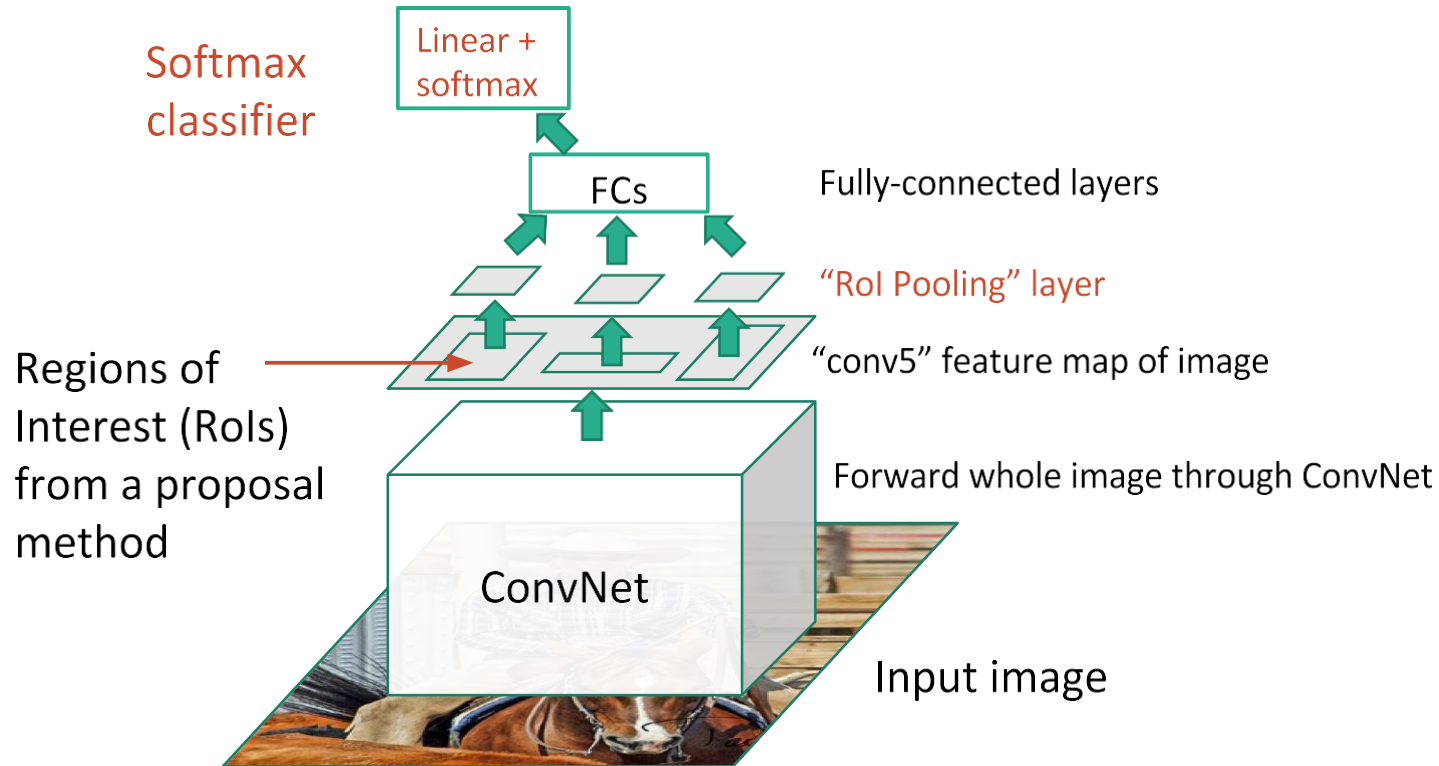 Softmax
classifier
Linear +
softmax
FCs
Fully-connected layers
“RoI Pooling” layer
Regions of
Interest (RoIs)
from a proposal
method
“conv5” feature map of image
Forward whole image through ConvNet
ConvNet
Input image